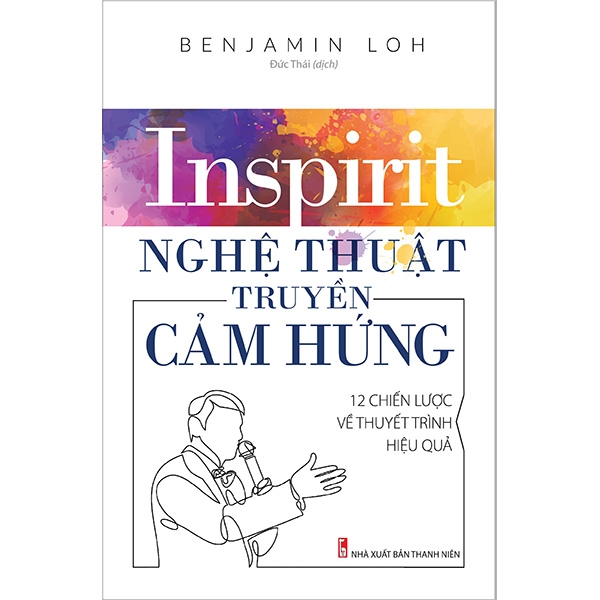 BENJAMIN LOH
Đức Thái (dịch)
Inspirit
NGHỆ THUẬT
TRUYỀN
CẢM HỨNG
12 CHIẾN LƯỢC
VỀ THUYẾT TRÌNH
HIỆU QUẢ
NHÀ XUẤT BẢN THANH NIÊN